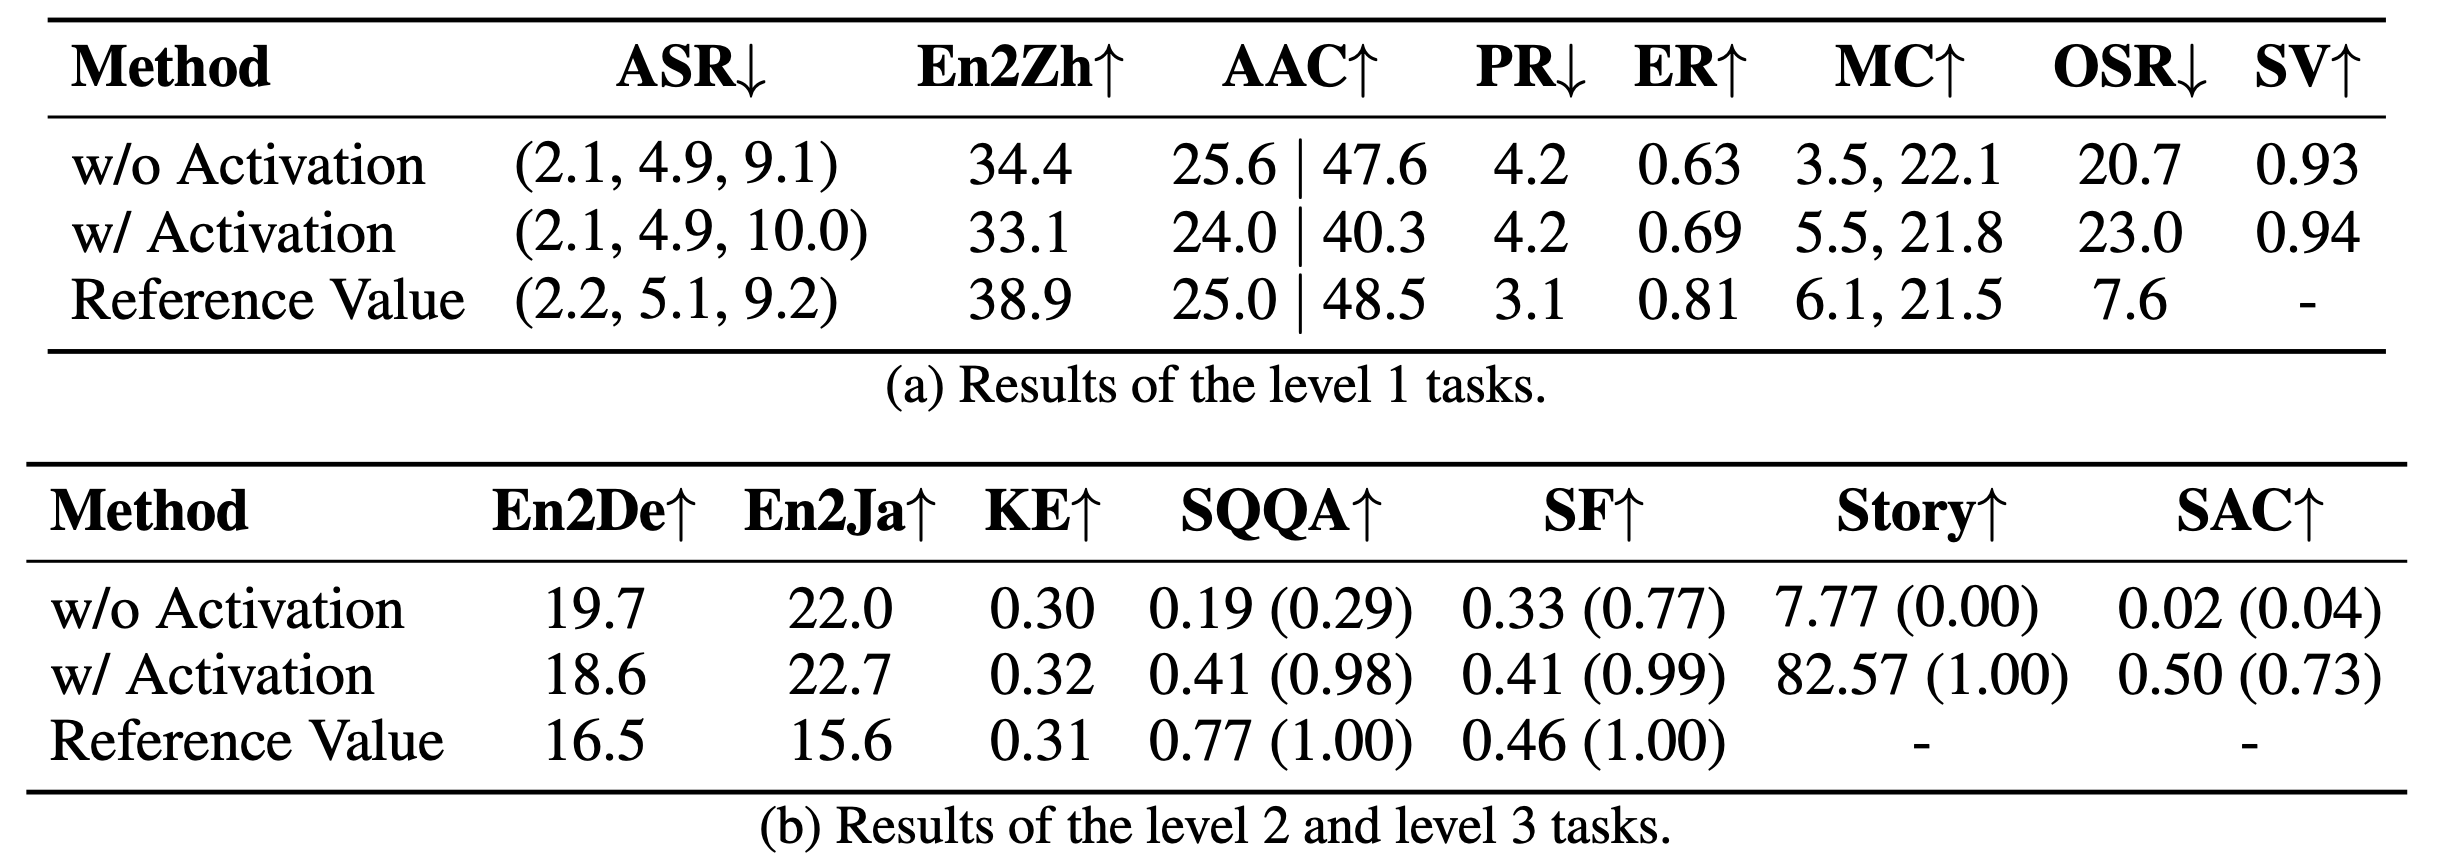 Method ASR↓ En2Zh↑ AAC↑ PR↓ ER↑ MC↑ OSR↓ SV↑
w/o Activation (2.1, 4.9, 9.1) 34.4 25.6 | 47.6 4.2 0.63 3.5, 22.1 20.7 0.93
w/ Activation (2.1, 4.9, 10.0) 33.1 24.0 | 40.3 4.2 0.69 5.5, 21.8 23.0 0.94
Reference Value (2.2, 5.1, 9.2) 38.9 25.0 | 48.5 3.1 0.81 6.1, 21.5 7.6 -
(a) Results of the level 1 tasks.
Method En2De↑ En2Ja↑ KE↑ SQQA↑ SF↑ Story↑ SAC↑
w/o Activation 19.7 22.0 0.30 0.19 (0.29) 0.33 (0.77) 7.77 (0.00) 0.02 (0.04)
w/ Activation 18.6 22.7 0.32 0.41 (0.98) 0.41 (0.99) 82.57 (1.00) 0.50 (0.73)
Reference Value 16.5 15.6 0.31 0.77 (1.00) 0.46 (1.00) - -
(b) Results of the level 2 and level 3 tasks.